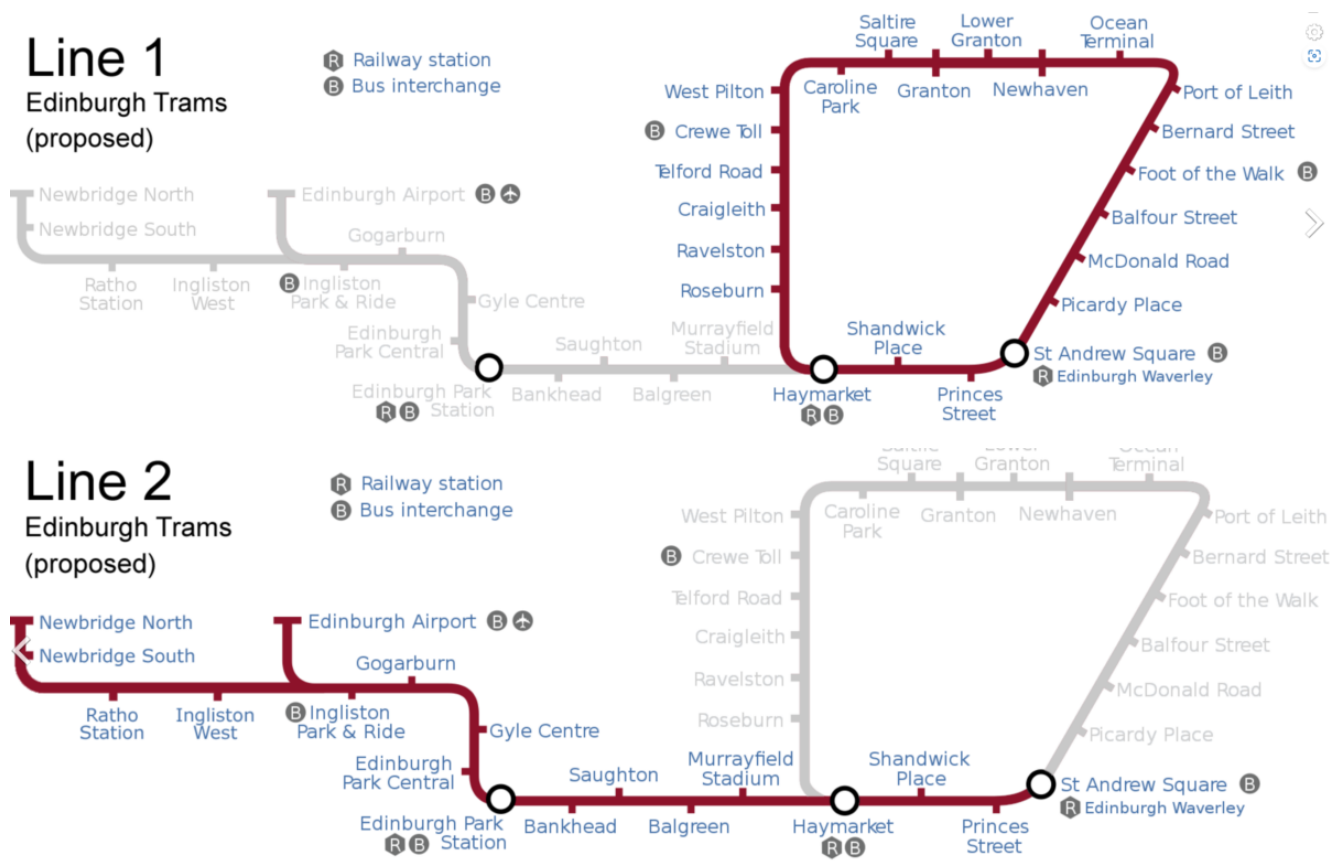 Line 1
Edinburgh Trams
(proposed)
R Railway station
B Bus interchange
Saltire
Square
Lower
Granton
Ocean
Terminal
West Pilton
Caroline
Park
Granton
Newhaven
Port of Leith
B Crewe Toll
Bernard Street
Telford Road
Foot of the Walk B
Craigleith
Balfour Street
Ravelston
McDonald Road
Roseburn
Picardy Place
Newbridge North
Newbridge South
Edinburgh Airport B
Gogarburn
Ratho
Station
Ingliston
West
B Ingliston
Park & Ride
Gyle Centre
Edinburgh
Park Central
Edinburgh Park
R B Station
Saughton
Bankhead
Murrayfield
Stadium
Balgreen
Haymarket
R B
Shandwick
Place
Princes
Street
St Andrew Square B
R Edinburgh Waverley
Line 2
Edinburgh Trams
(proposed)
R Railway station
B Bus interchange
Saltire
Square
Lower
Granton
Ocean
Terminal
West Pilton
Caroline
Park
Granton
Newhaven
Port of Leith
B Crewe Toll
Bernard Street
Telford Road
Foot of the Walk
Craigleith
Balfour Street
Ravelston
McDonald Road
Roseburn
Picardy Place
Newbridge North
Newbridge South
Edinburgh Airport B
Gogarburn
Ratho
Station
Ingliston
West
B Ingliston
Park & Ride
Gyle Centre
Edinburgh
Park Central
Edinburgh Park
R B Station
Saughton
Bankhead
Murrayfield
Stadium
Balgreen
Haymarket
R B
Shandwick
Place
Princes
Street
St Andrew Square B
R Edinburgh Waverley